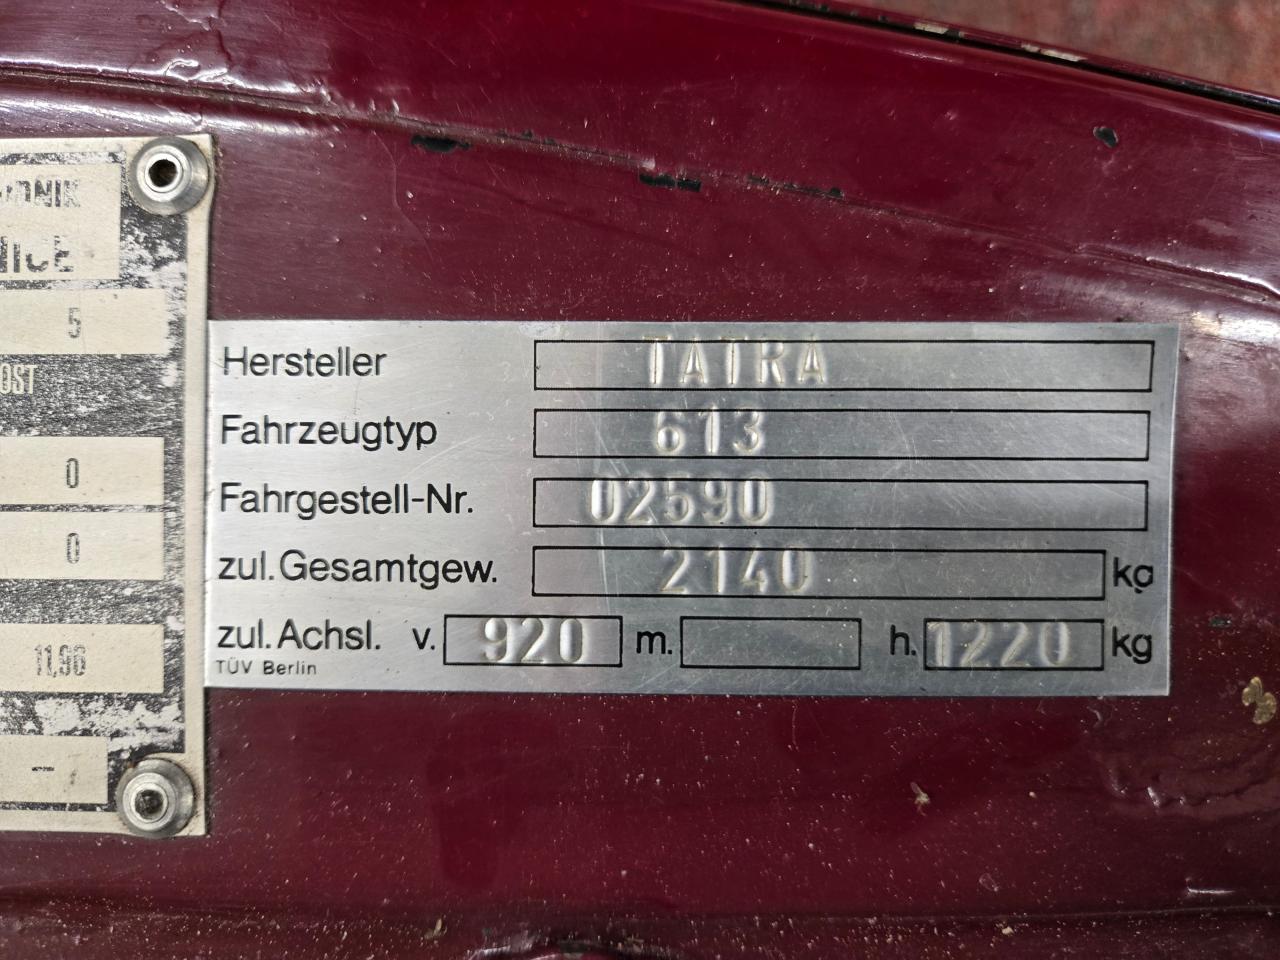 5
OST
0
0
11,96
Hersteller TATRA
Fahrzeugtyp 613
Fahrgestell-Nr. 02590
zul.Gesamtgew. 2140 kg
zul.Achsl. v. 920 m. h. 1220 kg
TÜV Berlin